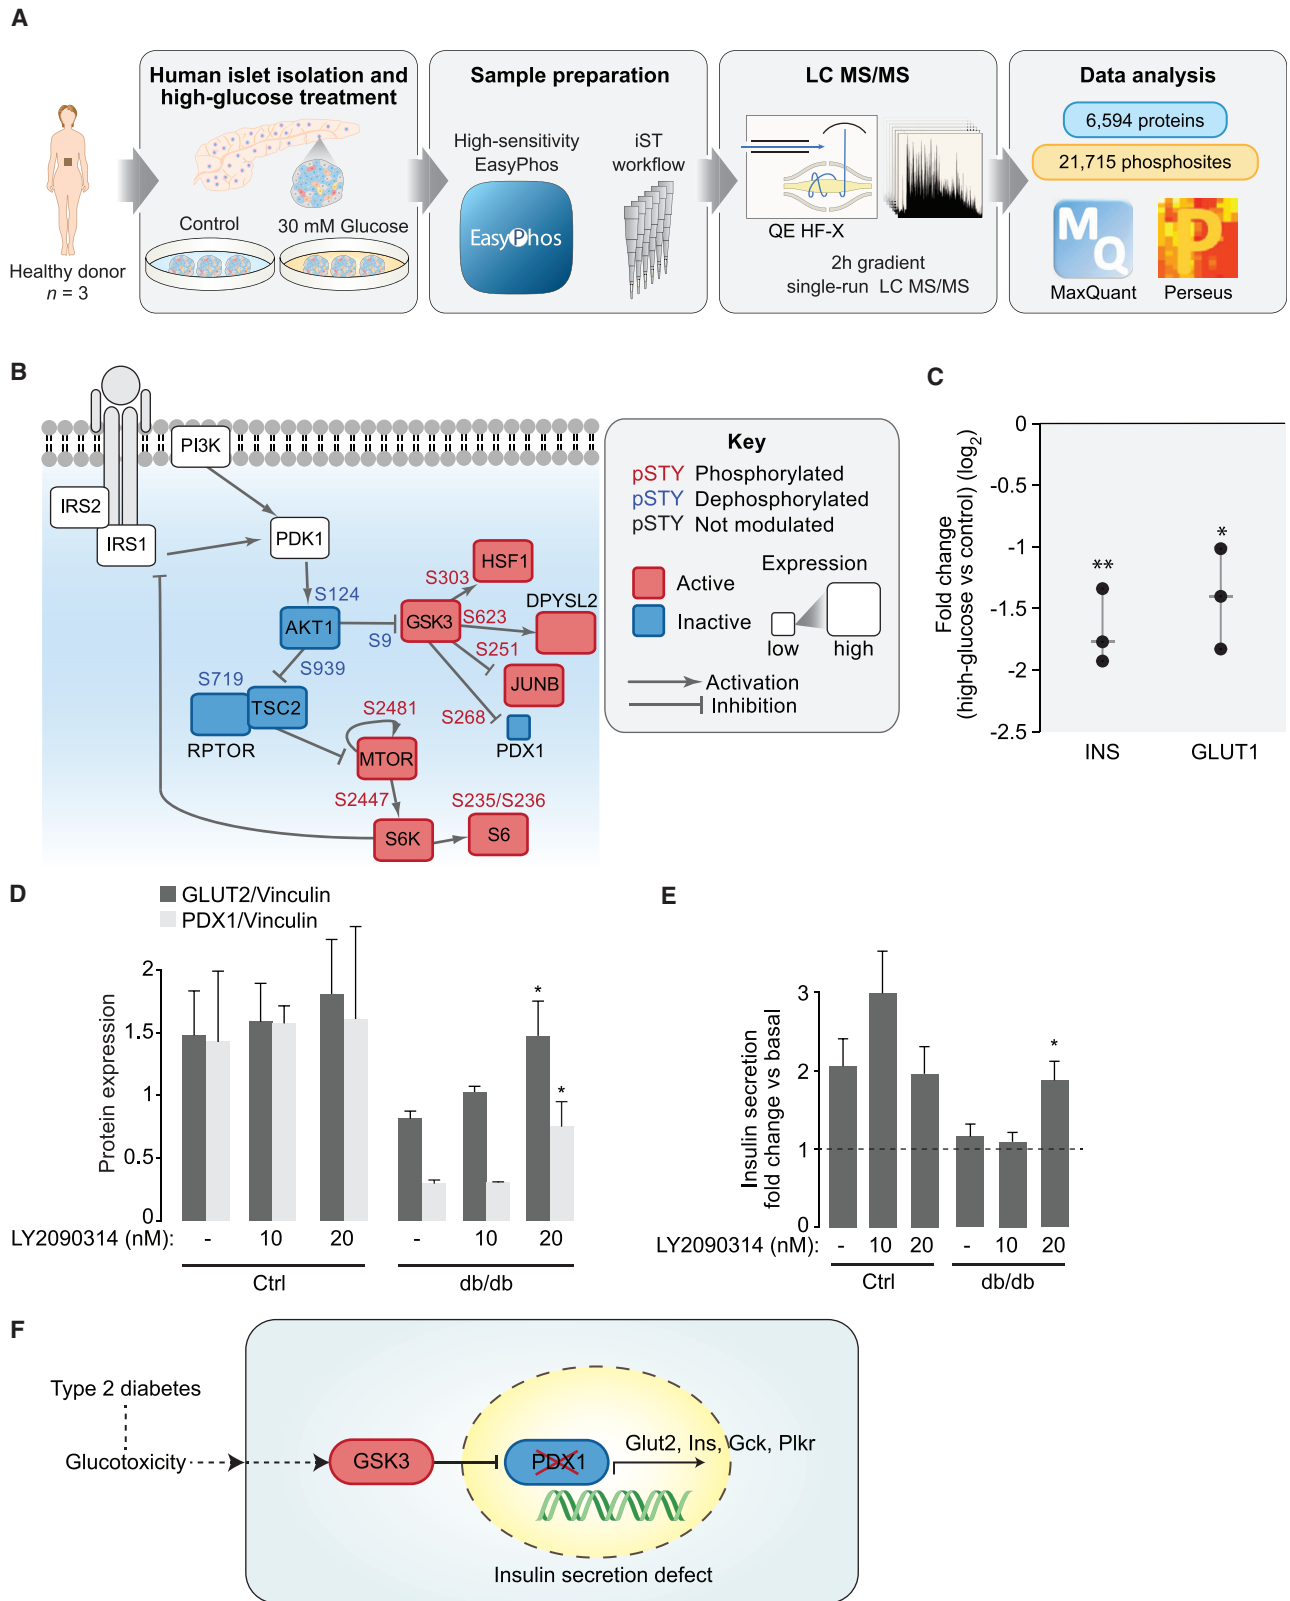 A
Human islet isolation and
high-glucose treatment
Control
30 mM Glucose
Healthy donor
n = 3
Sample preparation
High-sensitivity
EasyPhos
iST
workflow
EasyPhos
LC MS/MS
QE HF-X
2h gradient
single-run LC MS/MS
Data analysis
6,594 proteins
21,715 phosphosites
M
Q
P
MaxQuant
Perseus
B
PI3K
IRS2
IRS1
PDK1
S124
AKT1
S9
GSK3
S303
HSF1
S623
DPYSL2
S251
JUNB
S268
PDX1
S939
S719
TSC2
RPTOR
S2481
MTOR
S2447
S6K
S235/S236
S6
Key
pSTY Phosphorylated
pSTY Dephosphorylated
pSTY Not modulated
Active
Inactive
Expression
low
high
Activation
Inhibition
C
Fold change
(high-glucose vs control) (log2)
0
-0.5
-1
-1.5
-2
-2.5
**
*
INS
GLUT1
D
GLUT2/Vinculin
PDX1/Vinculin
Protein expression
2
1.5
1
0.5
0
*
*
LY2090314 (nM): - 10 20 - 10 20
Ctrl
db/db
E
Insulin secretion
fold change vs basal
3
2
1
0
*
LY2090314 (nM): - 10 20 - 10 20
Ctrl
db/db
F
Type 2 diabetes
Glucotoxicity
GSK3
PDX1
Glut2, Ins, Gck, Plkr
Insulin secretion defect